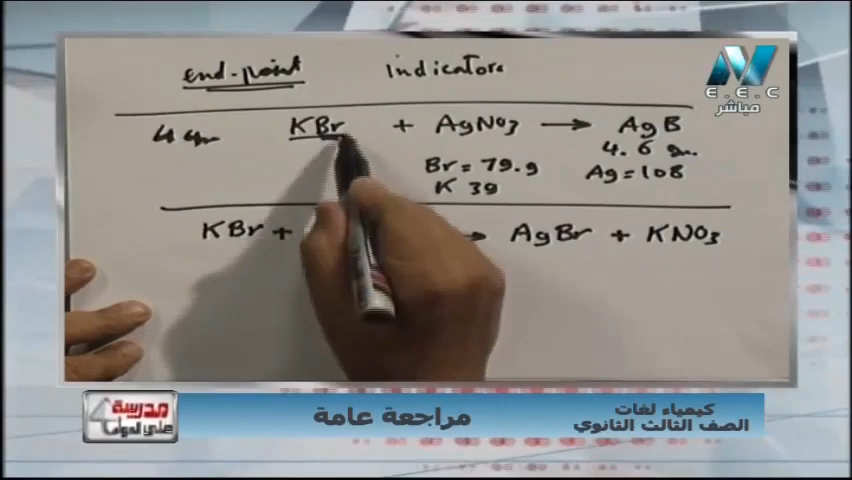 end-point Indicators
E.E.C
مباشر
4 gm KBr + AgNO3 → AgB
4.6 gm.
Br = 79.9 Ag = 108
K 39
KBr + → AgBr + KNO3
مدرسة
على الهواء
مراجعة عامة
كيمياء لغات
الصف الثالث الثانوي